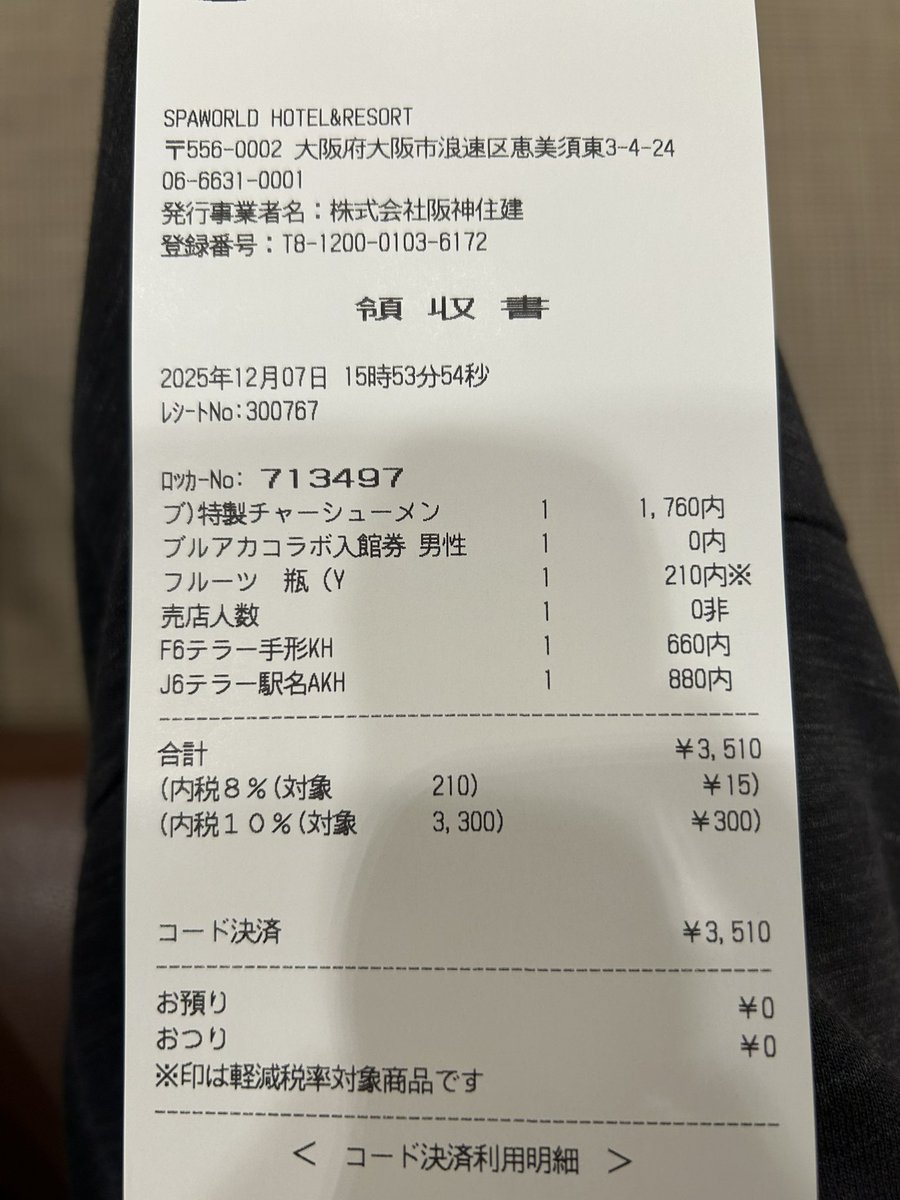 SPAWORLD HOTEL&RESORT
〒556-0002 大阪府大阪市浪速区恵美須東3-4-24
06-6631-0001
発行事業者名：株式会社阪神住建
登録番号：T8-1200-0103-6172
領収書
2025年12月07日 15時53分54秒
ﾚｼｰﾄNo:300767
ﾛｯｶｰNo: 713497
ブ)特製チャーシューメン 1 1,760内
ブルアカコラボ入館券 男性 1 0内
フルーツ 瓶（Y 1 210内※
売店人数 1 0非
F6テラー手形KH 1 660内
J6テラー駅名AKH 1 880内
合計 ¥3,510
(内税８％(対象 210) ¥15)
(内税１０％(対象 3,300) ¥300)
コード決済 ¥3,510
お預り ¥0
おつり ¥0
※印は軽減税率対象商品です
＜ コード決済利用明細 ＞